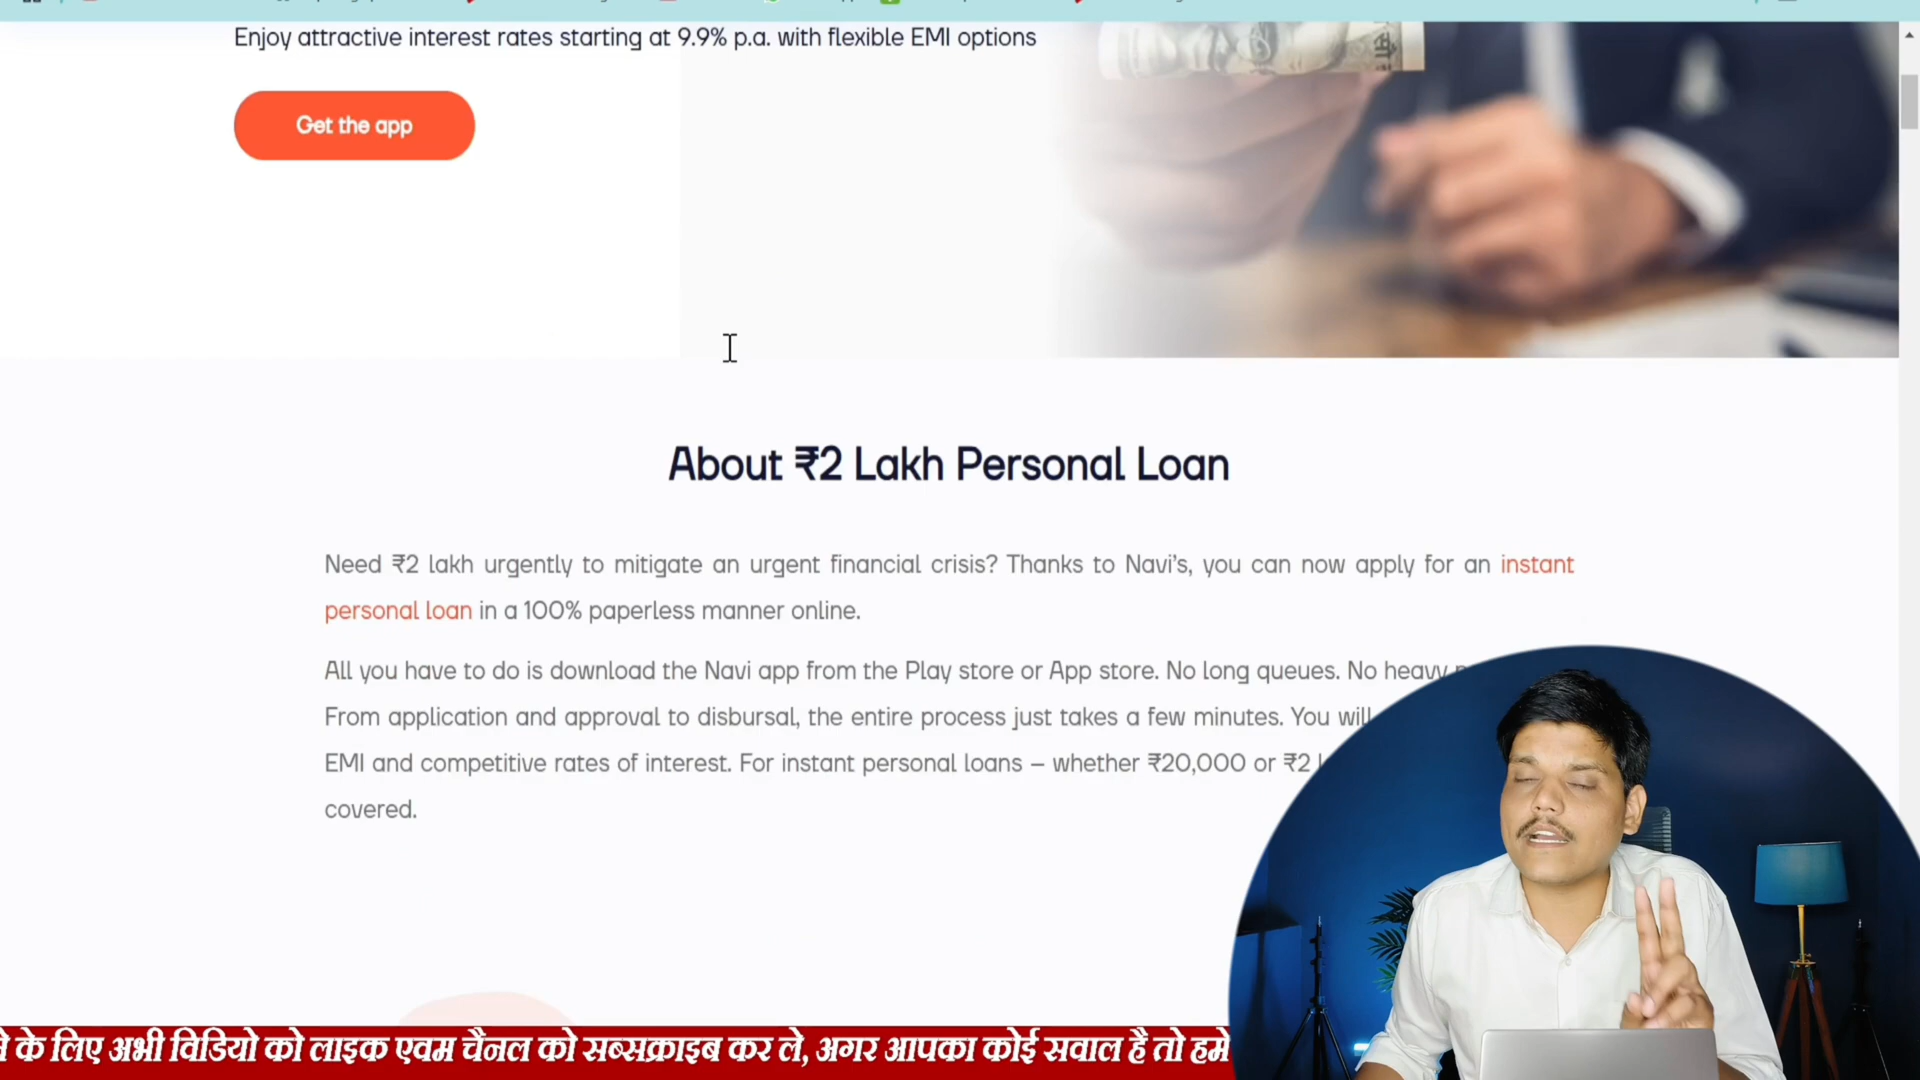 Enjoy attractive interest rates starting at 9.9% p.a. with flexible EMI options
Get the app
About ₹2 Lakh Personal Loan
Need ₹2 lakh urgently to mitigate an urgent financial crisis? Thanks to Navi's, you can now apply for an instant
personal loan in a 100% paperless manner online.
All you have to do is download the Navi app from the Play store or App store. No long queues. No heavy
From application and approval to disbursal, the entire process just takes a few minutes. You will
EMI and competitive rates of interest. For instant personal loans – whether ₹20,000 or ₹2
covered.
के लिए अभी विडियो को लाइक एवम चैंनल को सब्सक्राइब कर ले, अगर आपका कोई सवाल हैं तो हमे